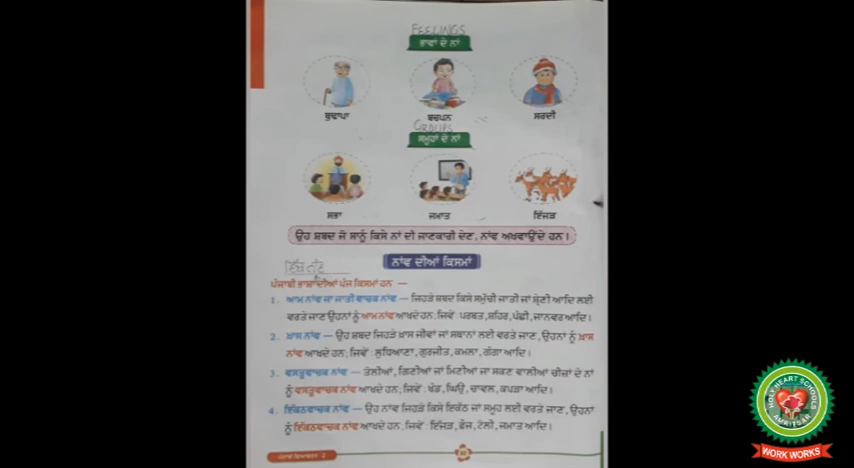 FEELINGS
ਭਾਵਾਂ ਦੇ ਨਾਂ
ਬੁਢਾਪਾ ਬਚਪਨ ਸਰਦੀ
GROUPS
ਸਮੂਹਾਂ ਦੇ ਨਾਂ
ਸਭਾ ਜਮਾਤ ਇੱਜੜ
ਉਹ ਸ਼ਬਦ ਜੋ ਸਾਨੂੰ ਕਿਸੇ ਨਾਂ ਦੀ ਜਾਣਕਾਰੀ ਦੇਣ, ਨਾਂਵ ਅਖਵਾਉਂਦੇ ਹਨ।
ਨਾਂਵ ਦੀਆਂ ਕਿਸਮਾਂ
ਪੰਜਾਬੀ ਭਾਸ਼ਾ ਦੀਆਂ ਪੰਜ ਕਿਸਮਾਂ ਹਨ —
1. ਆਮ ਨਾਂਵ ਜਾਂ ਜਾਤੀ ਵਾਚਕ ਨਾਂਵ — ਜਿਹੜੇ ਸ਼ਬਦ ਕਿਸੇ ਸਮੁੱਚੀ ਜਾਤੀ ਜਾਂ ਸ਼੍ਰੇਣੀ ਆਦਿ ਲਈ
ਵਰਤੇ ਜਾਣ ਉਹਨਾਂ ਨੂੰ ਆਮ ਨਾਂਵ ਆਖਦੇ ਹਨ; ਜਿਵੇਂ : ਪਰਬਤ, ਸ਼ਹਿਰ, ਪੰਛੀ, ਜਾਨਵਰ ਆਦਿ।
2. ਖ਼ਾਸ ਨਾਂਵ — ਉਹ ਸ਼ਬਦ ਜਿਹੜੇ ਖ਼ਾਸ ਜੀਵਾਂ ਜਾਂ ਸਥਾਨਾਂ ਲਈ ਵਰਤੇ ਜਾਣ, ਉਹਨਾਂ ਨੂੰ ਖ਼ਾਸ
ਨਾਂਵ ਆਖਦੇ ਹਨ; ਜਿਵੇਂ : ਲੁਧਿਆਣਾ, ਗੁਰਜੀਤ, ਕਮਲਾ, ਗੰਗਾ ਆਦਿ।
3. ਵਸਤੂਵਾਚਕ ਨਾਂਵ — ਤੋਲੀਆਂ, ਗਿਣੀਆਂ ਜਾਂ ਮਿਣੀਆਂ ਜਾ ਸਕਣ ਵਾਲੀਆਂ ਚੀਜ਼ਾਂ ਦੇ ਨਾਂ
ਨੂੰ ਵਸਤੂਵਾਚਕ ਨਾਂਵ ਆਖਦੇ ਹਨ; ਜਿਵੇਂ : ਖੰਡ, ਘਿਉ, ਚਾਵਲ, ਕਪੜਾ ਆਦਿ।
4. ਇਕੱਠਵਾਚਕ ਨਾਂਵ — ਉਹ ਨਾਂਵ ਜਿਹੜੇ ਕਿਸੇ ਇਕੱਠ ਜਾਂ ਸਮੂਹ ਲਈ ਵਰਤੇ ਜਾਣ, ਉਹਨਾਂ
ਨੂੰ ਇਕੱਠਵਾਚਕ ਨਾਂਵ ਆਖਦੇ ਹਨ; ਜਿਵੇਂ : ਇੱਜੜ, ਫ਼ੌਜ, ਟੋਲੀ, ਜਮਾਤ ਆਦਿ।
HOLY HEART SCHOOLS
AMRITSAR
WORK WORKS